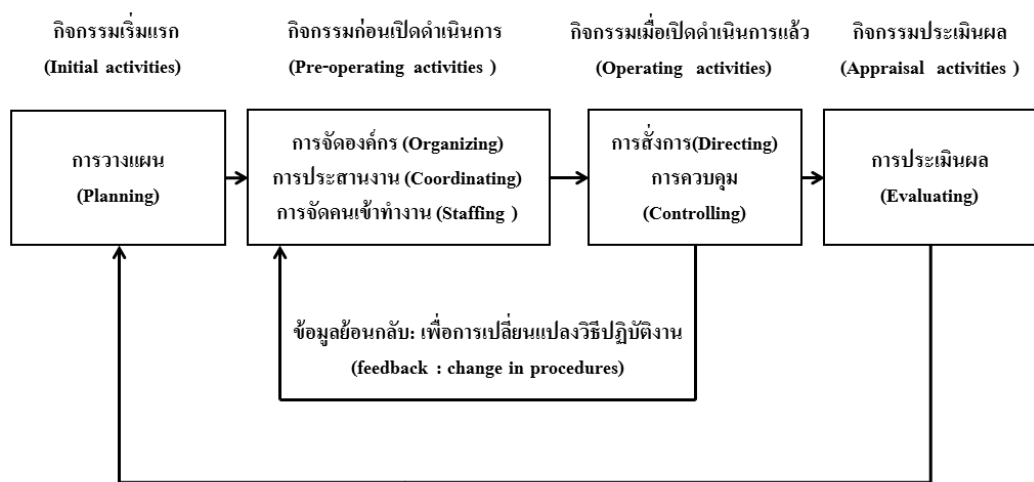 กิจกรรมเริ่มแรก
(Initial activities)
กิจกรรมก่อนเปิดดำเนินการ
(Pre-operating activities )
กิจกรรมเมื่อเปิดดำเนินการแล้ว
(Operating activities)
กิจกรรมประเมินผล
(Appraisal activities )
การวางแผน
(Planning)
การจัดองค์กร (Organizing)
การประสานงาน (Coordinating)
การจัดคนเข้าทำงาน (Staffing )
การสั่งการ(Directing)
การควบคุม
(Controlling)
การประเมินผล
(Evaluating)
ข้อมูลย้อนกลับ: เพื่อการเปลี่ยนแปลงวิธีปฏิบัติงาน
(feedback : change in procedures)